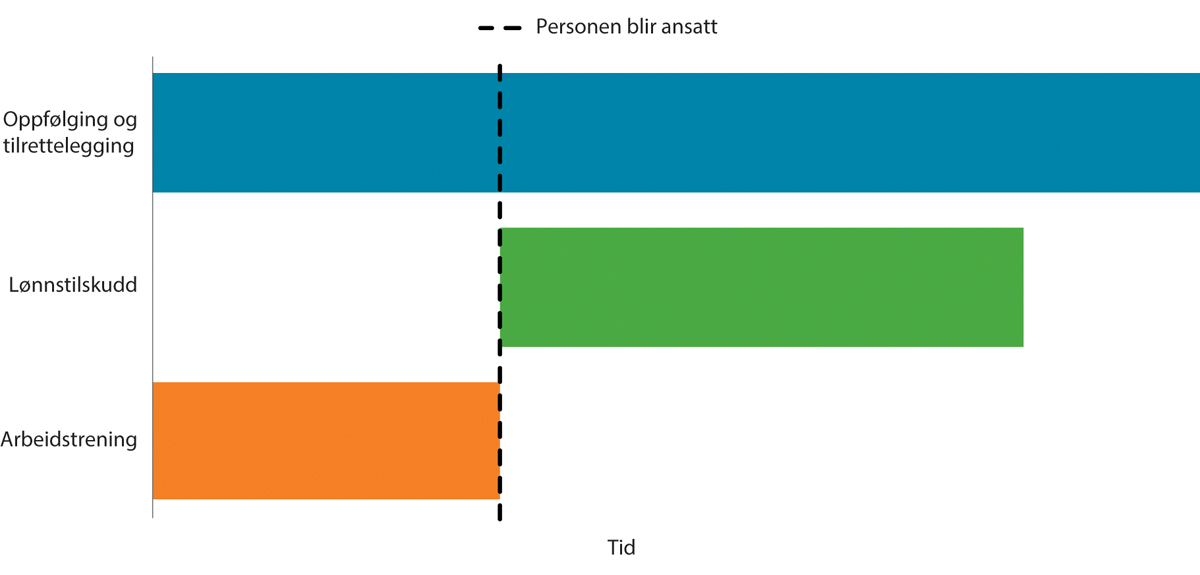 Personen blir ansatt
Oppfølging og
tilrettelegging
Lønnstilskudd
Arbeidstrening
Tid